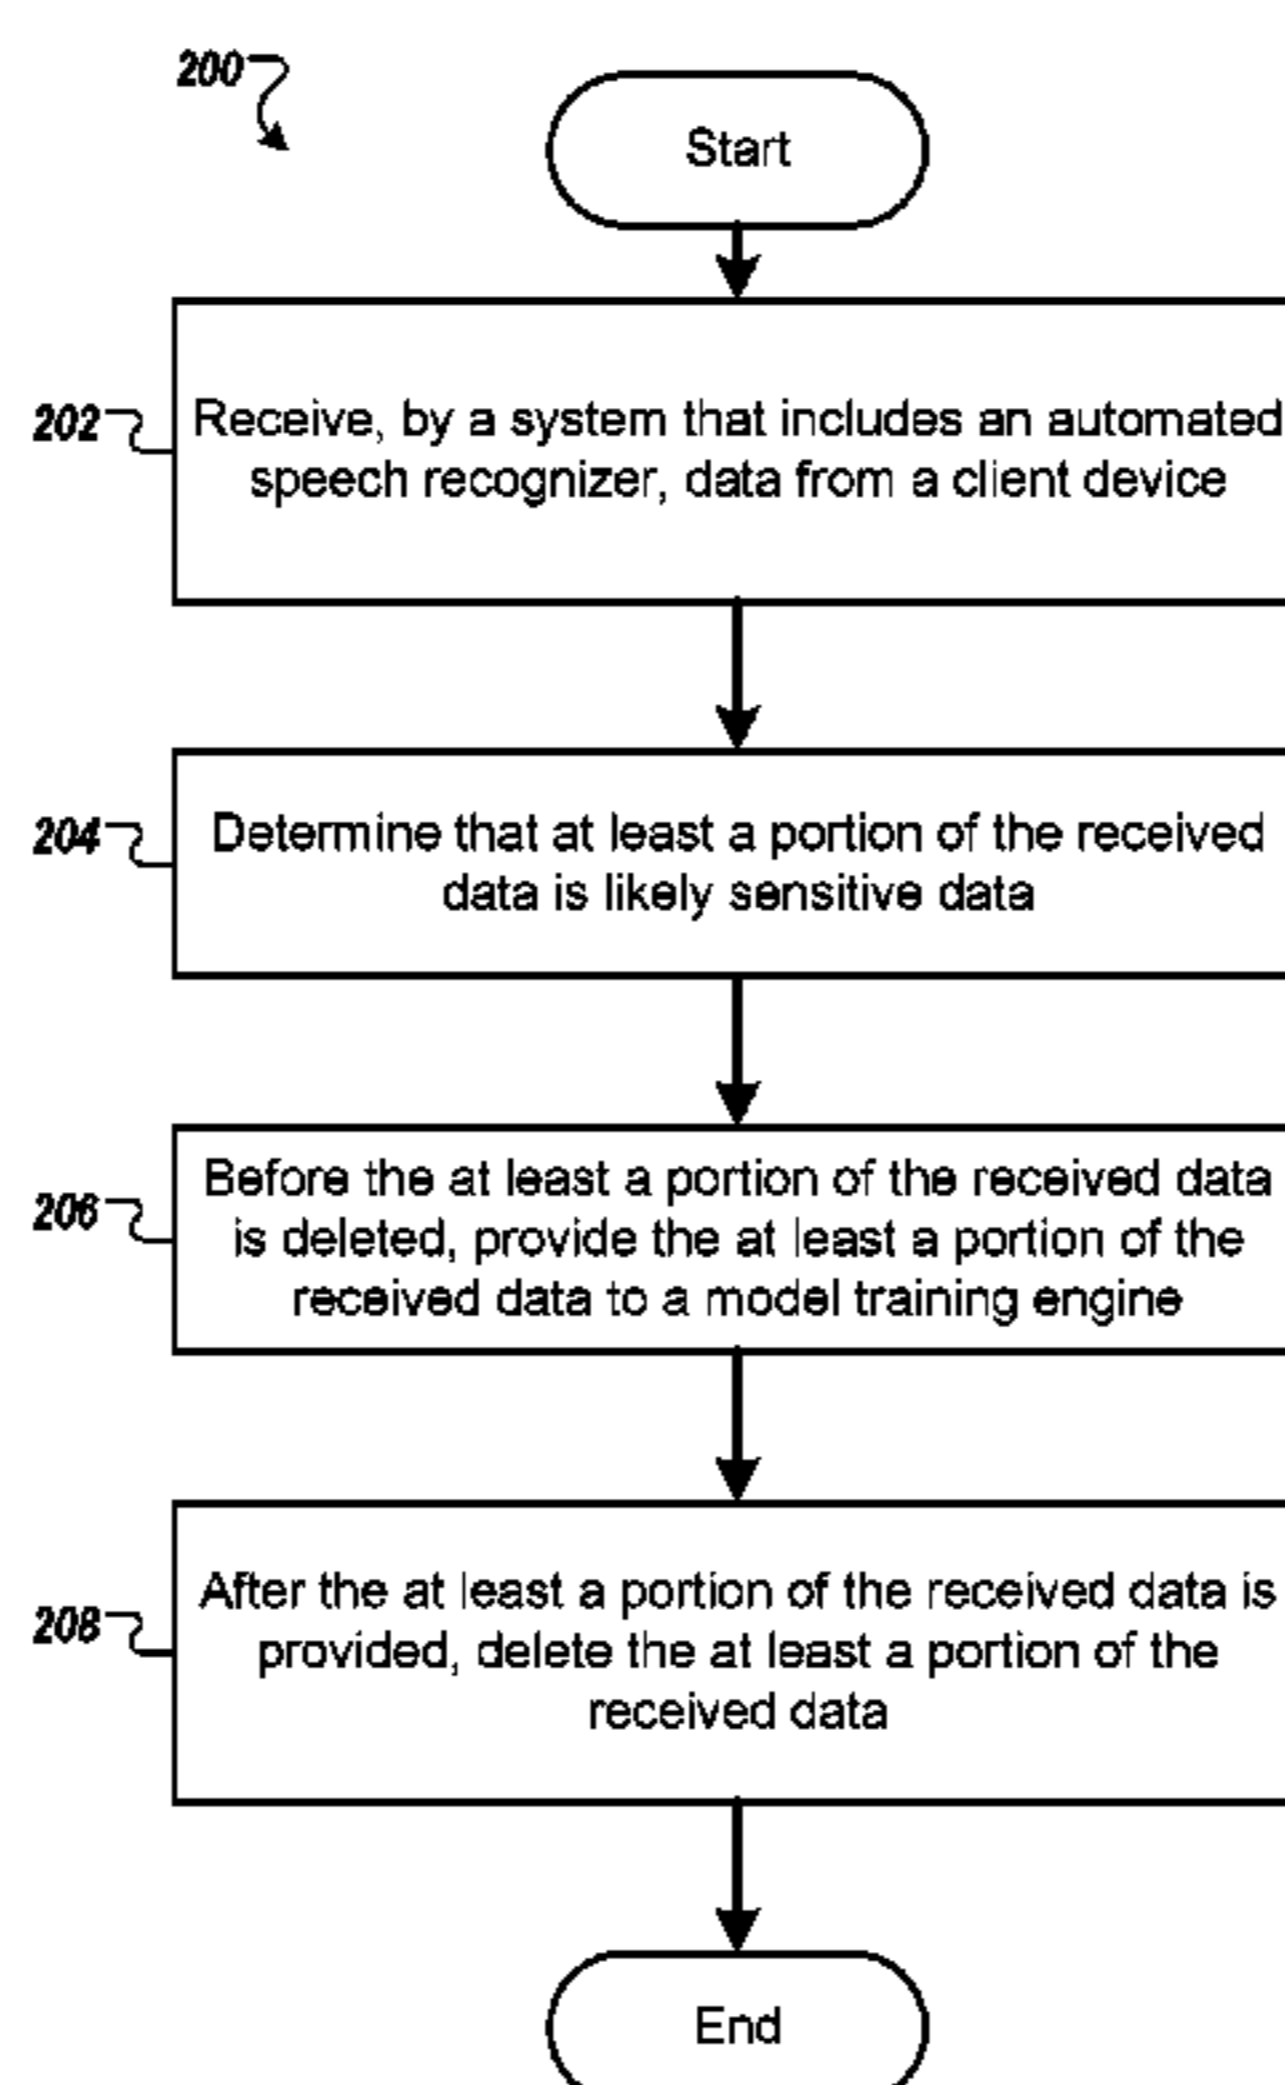 200
Start
202
Receive, by a system that includes an automated
speech recognizer, data from a client device
204
Determine that at least a portion of the received
data is likely sensitive data
206
Before the at least a portion of the received data
is deleted, provide the at least a portion of the
received data to a model training engine
208
After the at least a portion of the received data is
provided, delete the at least a portion of the
received data
End